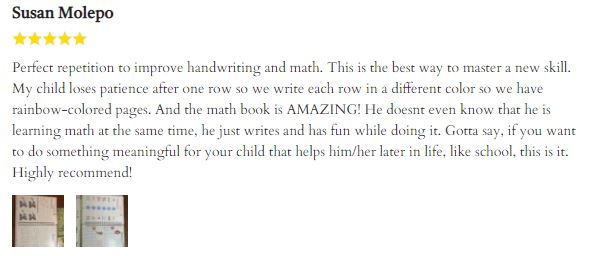 Susan Molepo
Perfect repetition to improve handwriting and math. This is the best way to master a new skill.
My child loses patience after one row so we write each row in a different color so we have
rainbow-colored pages. And the math book is AMAZING! He doesnt even know that he is
learning math at the same time, he just writes and has fun while doing it. Gotta say, if you want
to do something meaningful for your child that helps him/her later in life, like school, this is it.
Highly recommend!